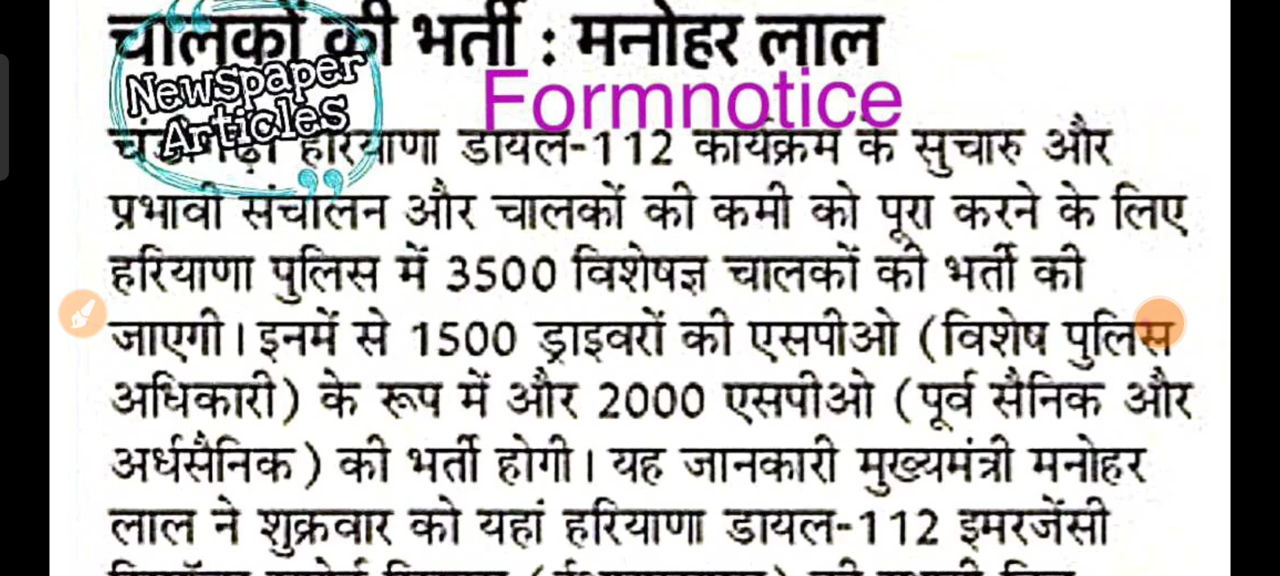 चालकों की भर्ती : मनोहर लाल
Newspaper
Articles
Formnotice
हरियाणा डायल-112 कार्यक्रम के सुचारु और
प्रभावी संचालन और चालकों की कमी को पूरा करने के लिए
हरियाणा पुलिस में 3500 विशेषज्ञ चालकों की भर्ती की
जाएगी। इनमें से 1500 ड्राइवरों की एसपीओ (विशेष पुलिस
अधिकारी) के रूप में और 2000 एसपीओ (पूर्व सैनिक और
अर्धसैनिक) की भर्ती होगी। यह जानकारी मुख्यमंत्री मनोहर
लाल ने शुक्रवार को यहां हरियाणा डायल-112 इमरजेंसी